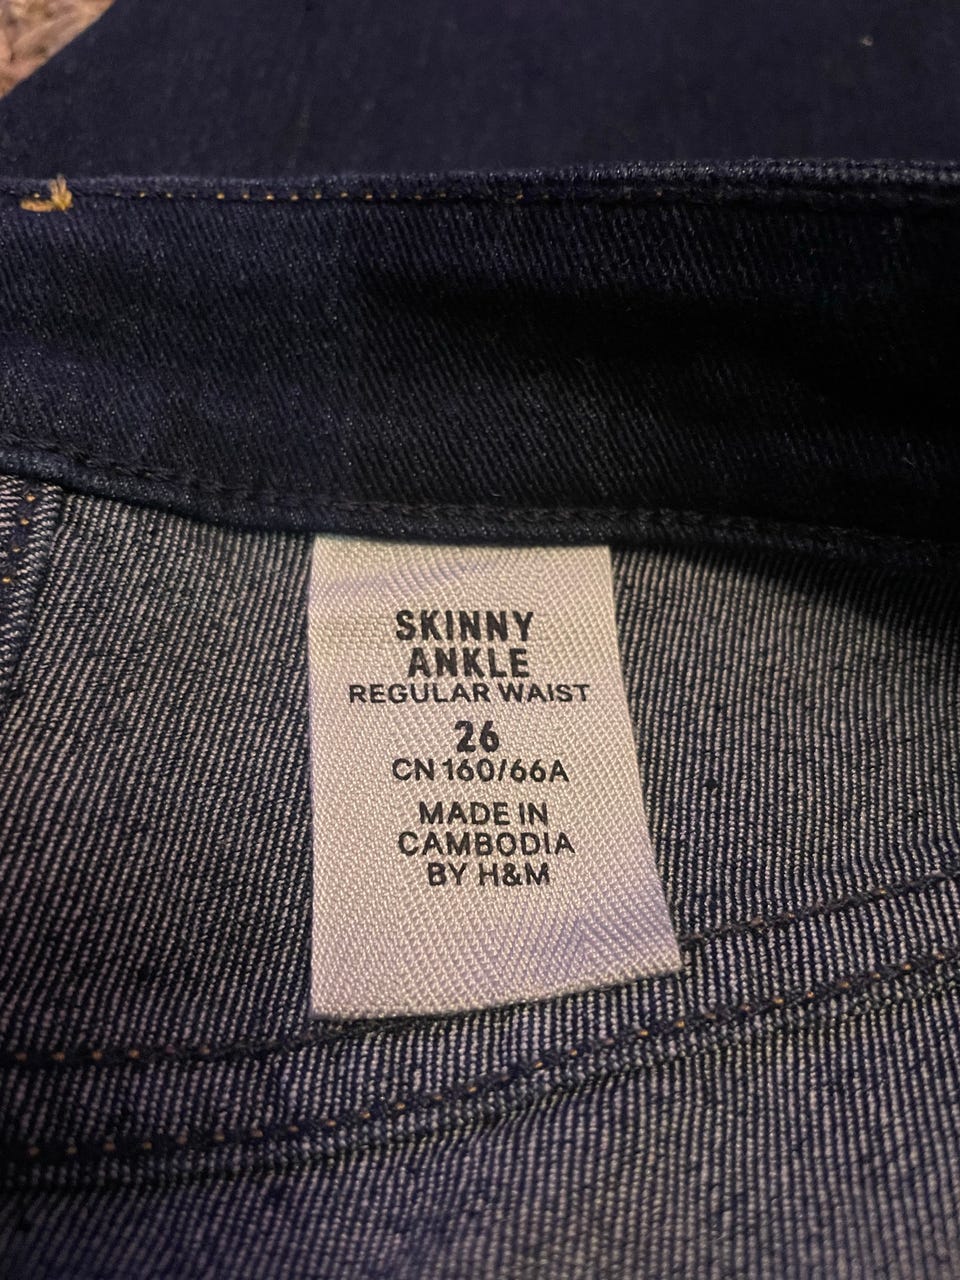 SKINNY
ANKLE
REGULAR WAIST
26
CN 160/66A
MADE IN
CAMBODIA
BY H&M